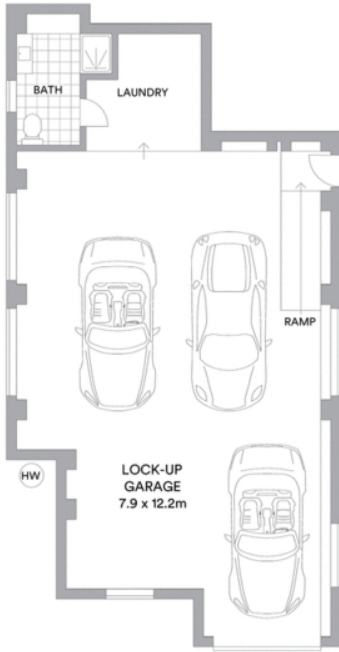 BATH
LAUNDRY
RAMP
HW
LOCK-UP
GARAGE
7.9 x 12.2m